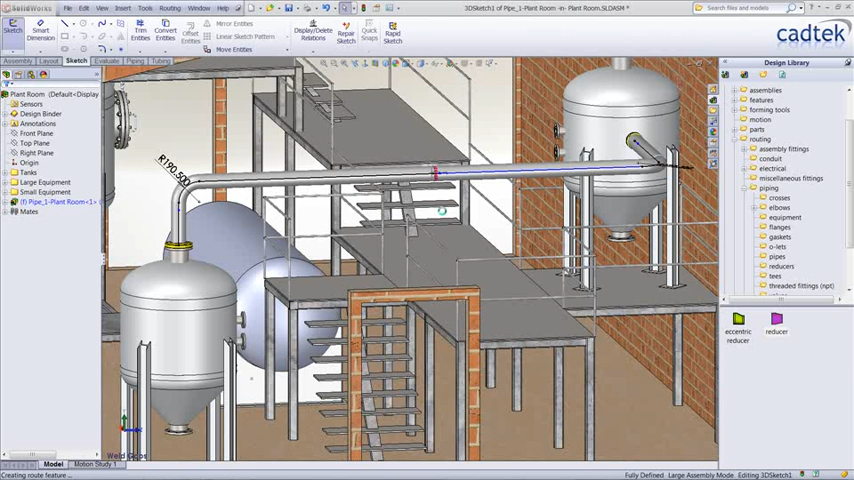 SolidWorks File Edit View Insert Tools Routing Window Help
3DSketch1 of Pipe_1-Plant Room -in- Plant Room.SLDASM *
Search files and models
Sketch
Smart Dimension
Trim Entities
Convert Entities
Offset Entities
Mirror Entities
Linear Sketch Pattern
Move Entities
Display/Delete Relations
Repair Sketch
Quick Snaps
Rapid Sketch
cadtek
Assembly Layout Sketch Evaluate Piping Tubing
Design Library
Plant Room (Default<Display
Sensors
Design Binder
Annotations
Front Plane
Top Plane
Right Plane
Origin
Tanks
Large Equipment
Small Equipment
(f) Pipe_1-Plant Room<1> (
Mates
R190.500
assemblies
features
forming tools
motion
parts
routing
assembly fittings
conduit
electrical
miscellaneous fittings
piping
crosses
elbows
equipment
flanges
gaskets
o-lets
pipes
reducers
tees
threaded fittings (npt)
eccentric reducer
reducer
Weld Gaps
Model Motion Study 1
Creating route feature ...
Fully Defined Large Assembly Mode Editing 3DSketch1